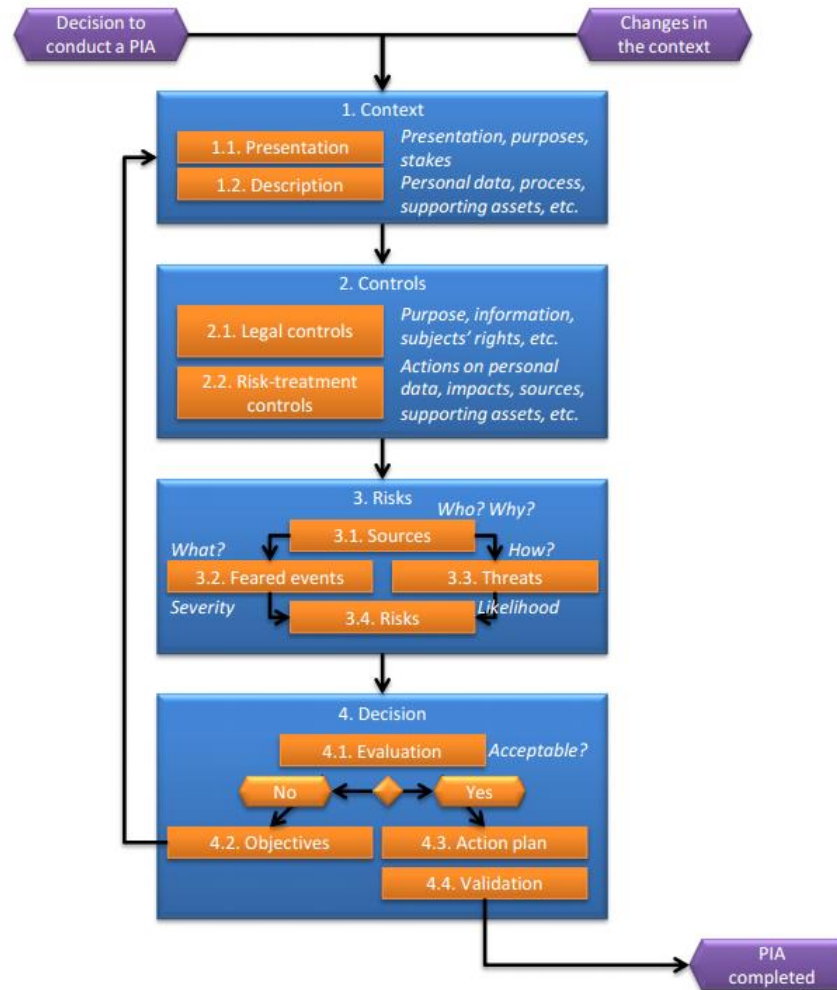 Decision to
conduct a PIA
Changes in
the context
1. Context
1.1. Presentation
Presentation, purposes,
stakes
1.2. Description
Personal data, process,
supporting assets, etc.
2. Controls
2.1. Legal controls
Purpose, information,
subjects’ rights, etc.
2.2. Risk-treatment
controls
Actions on personal
data, impacts, sources,
supporting assets, etc.
3. Risks
Who? Why?
3.1. Sources
What?
How?
3.2. Feared events
3.3. Threats
Severity
Likelihood
3.4. Risks
4. Decision
4.1. Evaluation
Acceptable?
No
Yes
4.2. Objectives
4.3. Action plan
4.4. Validation
PIA
completed